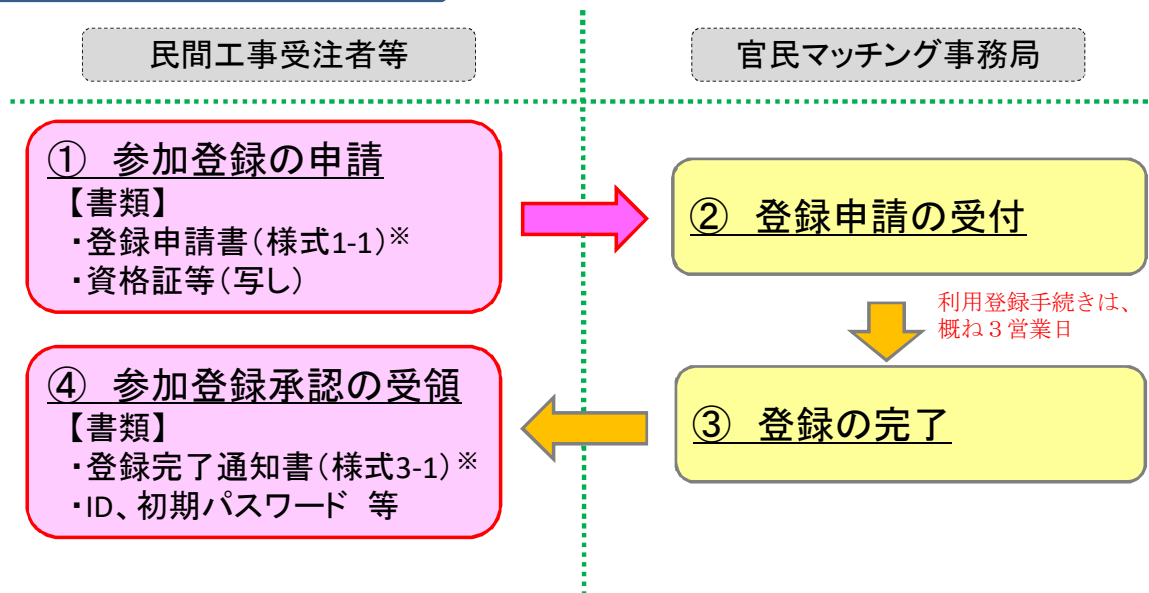 民間工事受注者等
官民マッチング事務局
① 参加登録の申請
【書類】
・登録申請書（様式1-1）※
・資格証等（写し）
② 登録申請の受付
利用登録手続きは、
概ね３営業日
④ 参加登録承認の受領
【書類】
・登録完了通知書（様式3-1）※
・ID、初期パスワード 等
③ 登録の完了